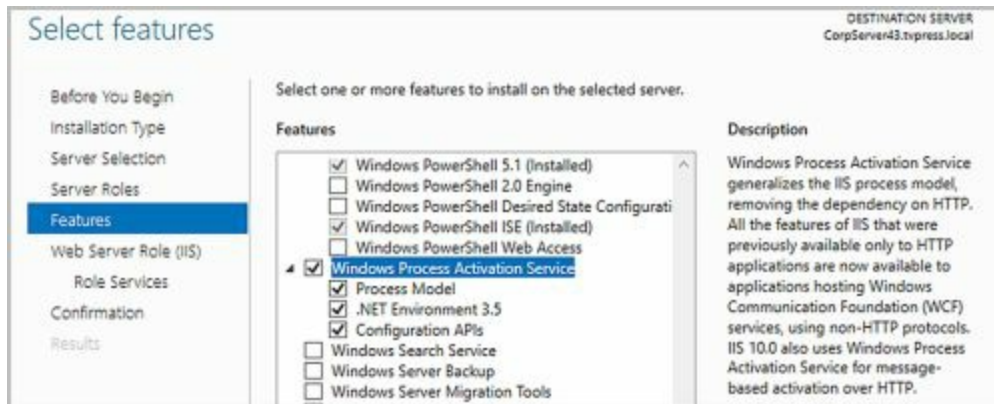 Select features
DESTINATION SERVER
CorpServer43.tvpress.local
Before You Begin
Installation Type
Server Selection
Server Roles
Features
Web Server Role (IIS)
Role Services
Confirmation
Results
Select one or more features to install on the selected server.
Features
Windows PowerShell 5.1 (Installed)
Windows PowerShell 2.0 Engine
Windows PowerShell Desired State Configurati
Windows PowerShell ISE (Installed)
Windows PowerShell Web Access
Windows Process Activation Service
Process Model
.NET Environment 3.5
Configuration APIs
Windows Search Service
Windows Server Backup
Windows Server Migration Tools
Description
Windows Process Activation Service
generalizes the IIS process model,
removing the dependency on HTTP.
All the features of IIS that were
previously available only to HTTP
applications are now available to
applications hosting Windows
Communication Foundation (WCF)
services, using non-HTTP protocols.
IIS 10.0 also uses Windows Process
Activation Service for message-
based activation over HTTP.